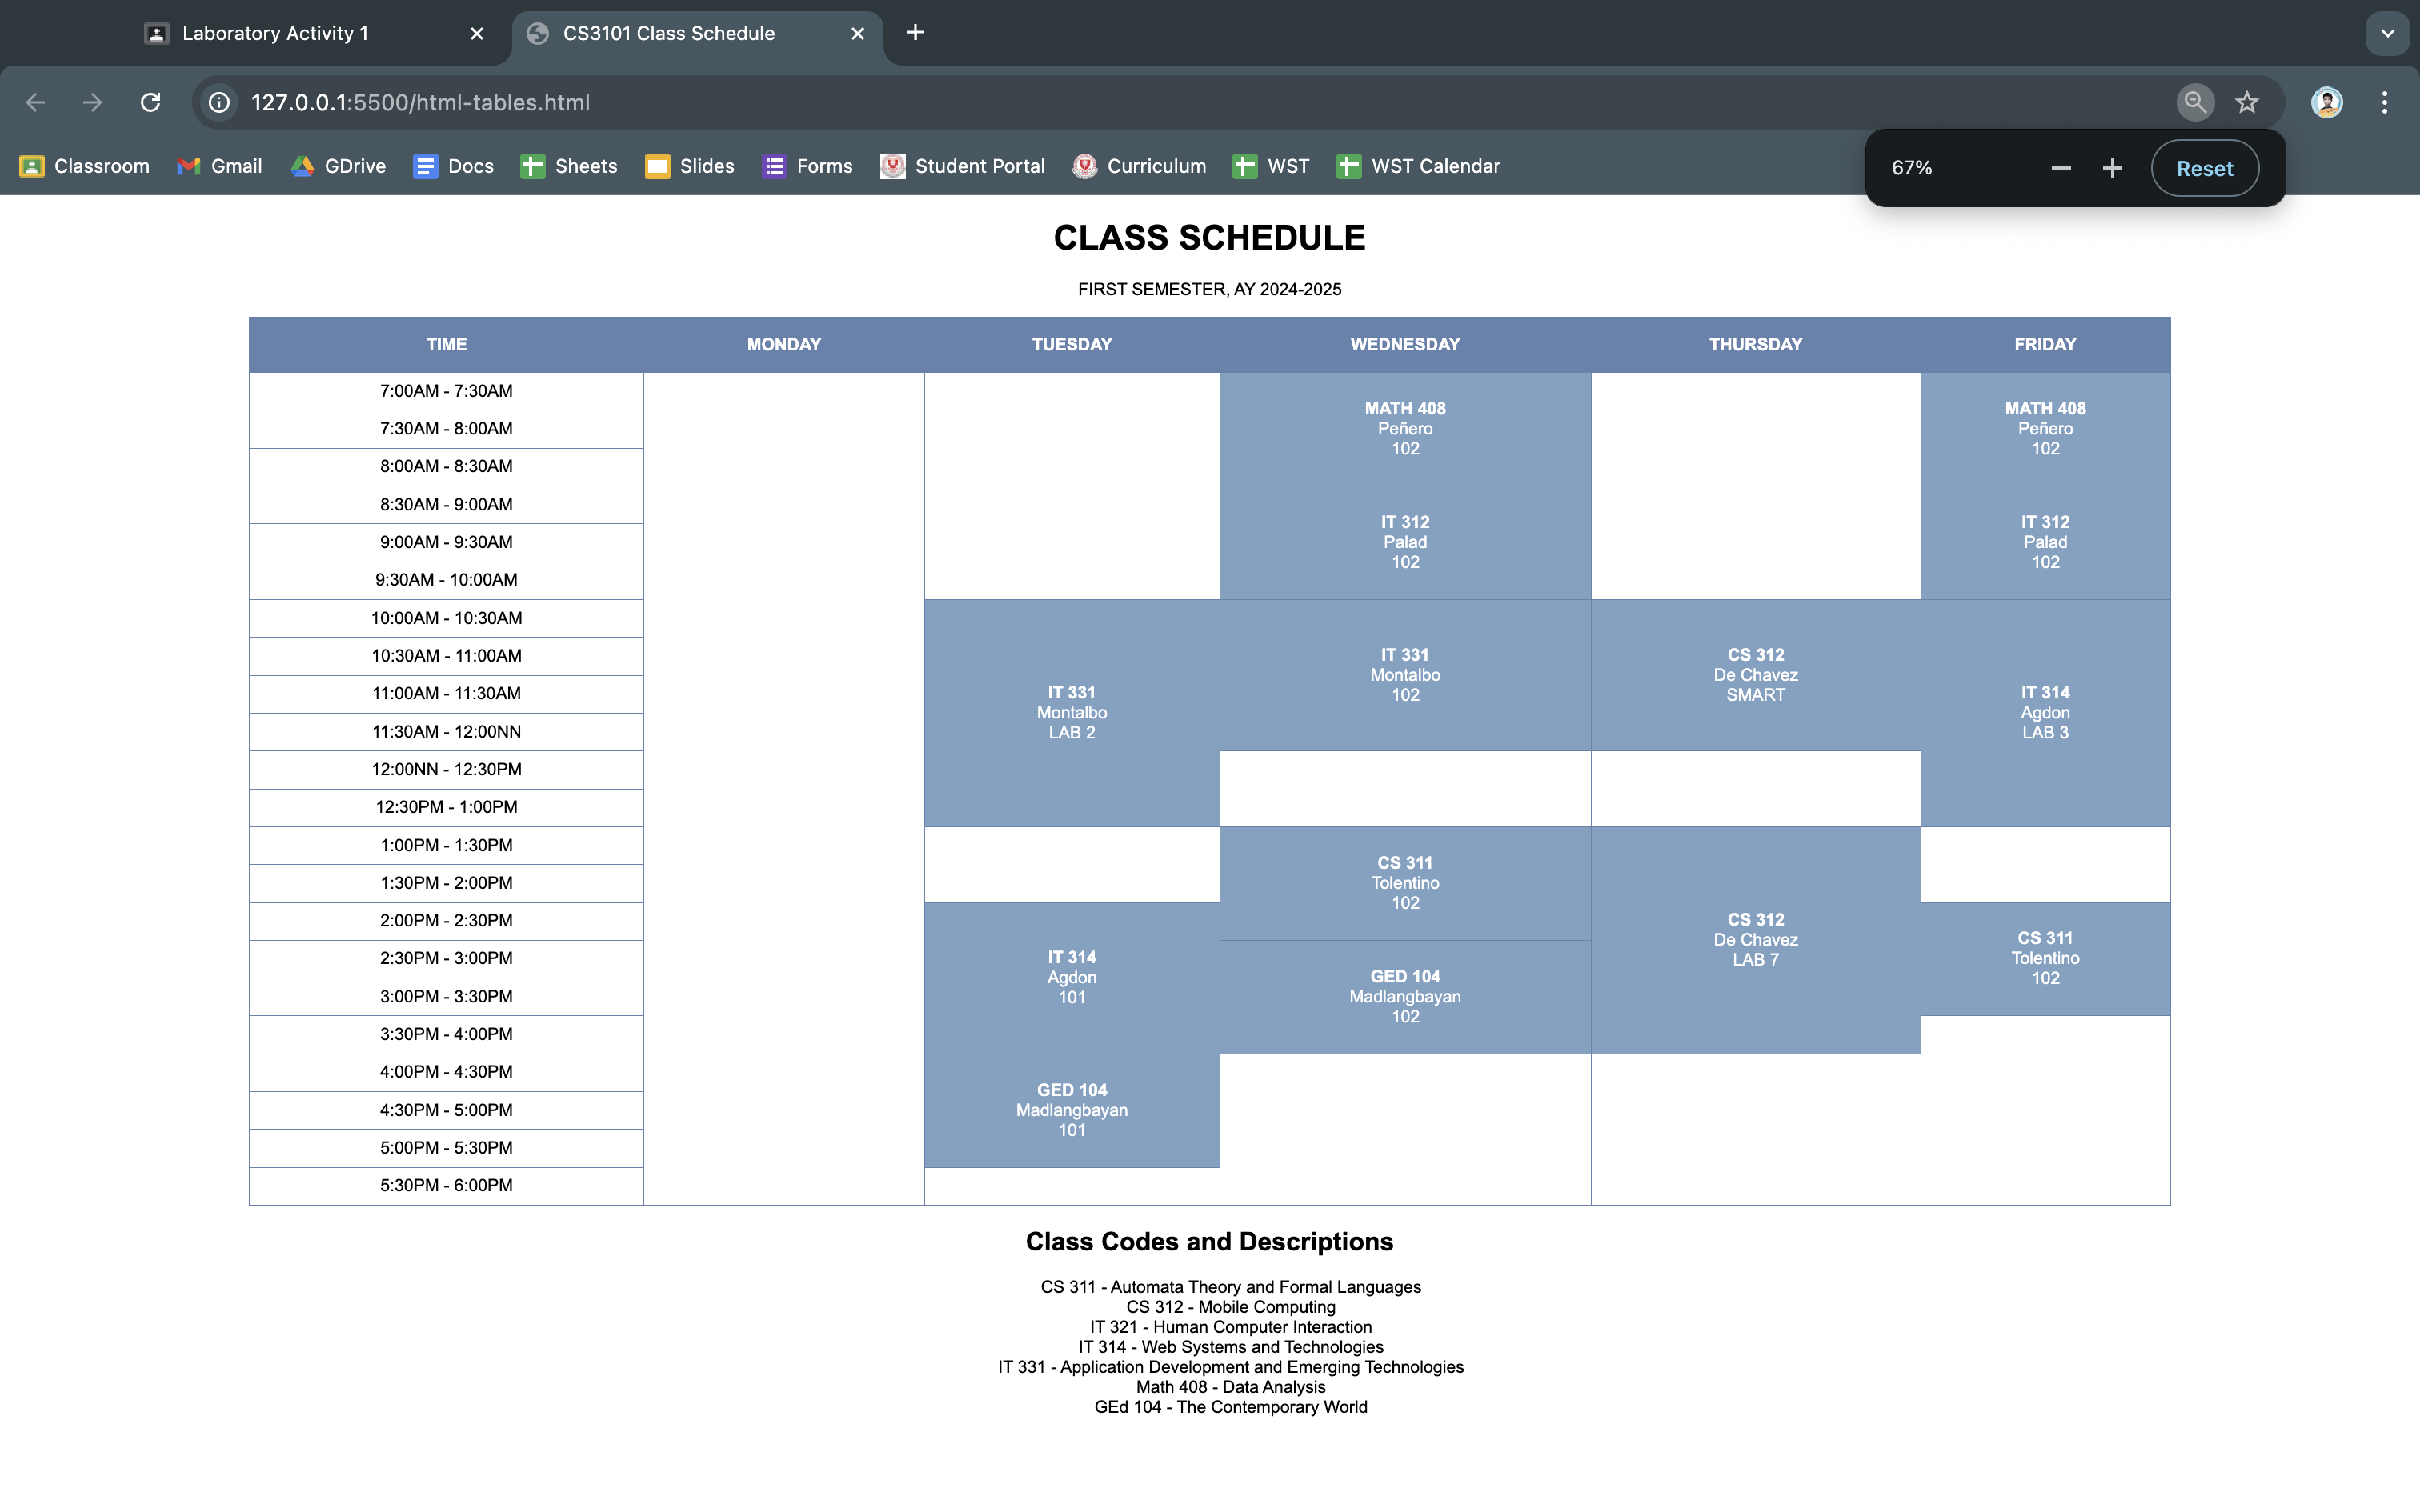 Laboratory Activity 1
CS3101 Class Schedule
127.0.0.1:5500/html-tables.html
Classroom Gmail GDrive Docs Sheets Slides Forms Student Portal Curriculum WST WST Calendar
67% Reset
CLASS SCHEDULE
FIRST SEMESTER, AY 2024-2025
TIME MONDAY TUESDAY WEDNESDAY THURSDAY FRIDAY
7:00AM - 7:30AM
7:30AM - 8:00AM
8:00AM - 8:30AM
8:30AM - 9:00AM
9:00AM - 9:30AM
9:30AM - 10:00AM
10:00AM - 10:30AM
10:30AM - 11:00AM
11:00AM - 11:30AM
11:30AM - 12:00NN
12:00NN - 12:30PM
12:30PM - 1:00PM
1:00PM - 1:30PM
1:30PM - 2:00PM
2:00PM - 2:30PM
2:30PM - 3:00PM
3:00PM - 3:30PM
3:30PM - 4:00PM
4:00PM - 4:30PM
4:30PM - 5:00PM
5:00PM - 5:30PM
5:30PM - 6:00PM
IT 331
Montalbo
LAB 2
IT 314
Agdon
101
GED 104
Madlangbayan
101
MATH 408
Peñero
102
IT 312
Palad
102
IT 331
Montalbo
102
CS 311
Tolentino
102
GED 104
Madlangbayan
102
CS 312
De Chavez
SMART
CS 312
De Chavez
LAB 7
MATH 408
Peñero
102
IT 312
Palad
102
IT 314
Agdon
LAB 3
CS 311
Tolentino
102
Class Codes and Descriptions
CS 311 - Automata Theory and Formal Languages
CS 312 - Mobile Computing
IT 321 - Human Computer Interaction
IT 314 - Web Systems and Technologies
IT 331 - Application Development and Emerging Technologies
Math 408 - Data Analysis
GEd 104 - The Contemporary World